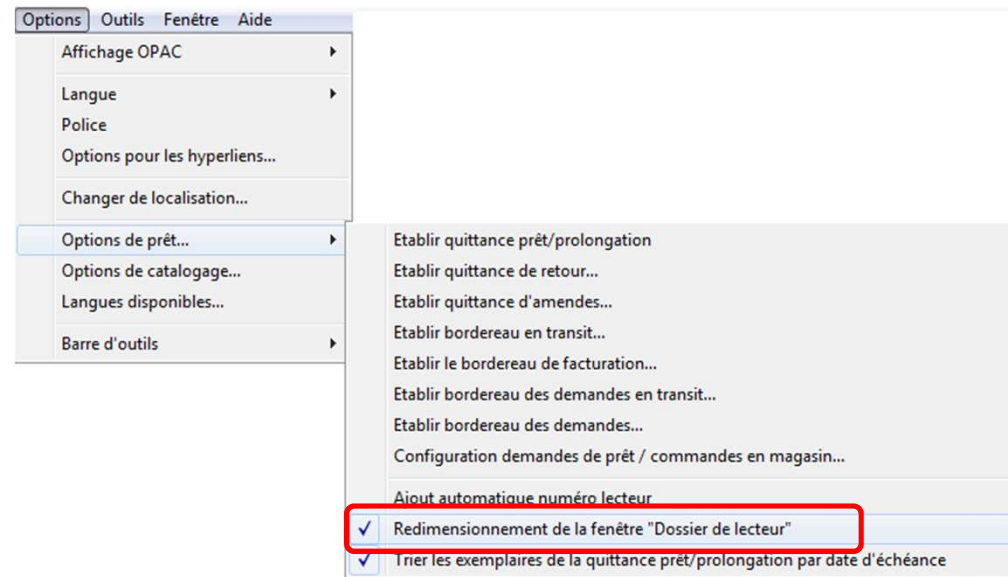 Options Outils Fenêtre Aide
Affichage OPAC
Langue
Police
Options pour les hyperliens...
Changer de localisation...
Options de prêt...
Options de catalogage...
Langues disponibles...
Barre d'outils
Etablir quittance prêt/prolongation
Etablir quittance de retour...
Etablir quittance d'amendes...
Etablir bordereau en transit...
Etablir le bordereau de facturation...
Etablir bordereau des demandes en transit...
Etablir bordereau des demandes...
Configuration demandes de prêt / commandes en magasin...
Ajout automatique numéro lecteur
Redimensionnement de la fenêtre "Dossier de lecteur"
Trier les exemplaires de la quittance prêt/prolongation par date d'échéance